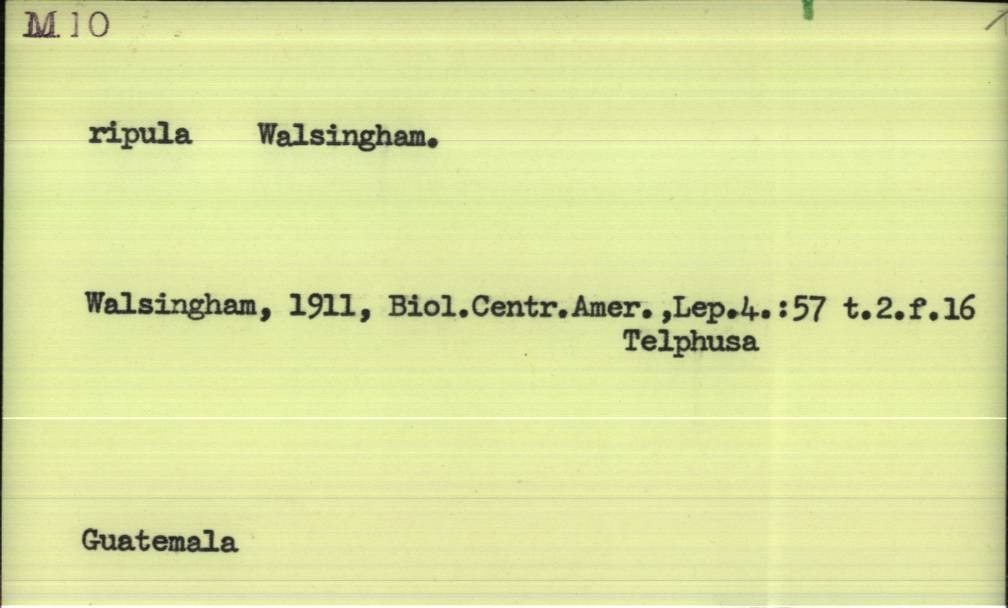 M 10
ripula Walsingham.
Walsingham, 1911, Biol.Centr.Amer.,Lep.4.:57 t.2.f.16
Telphusa
Guatemala